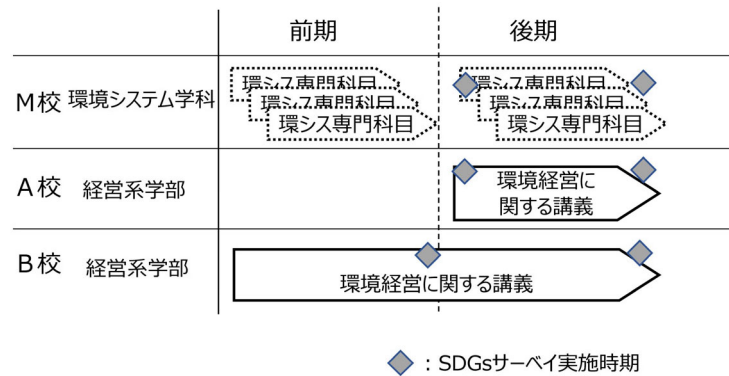 前期
後期
M校 環境システム学科
環シス専門科目
環シス専門科目
環シス専門科目
環シス専門科目
環シス専門科目
環シス専門科目
A校 経営系学部
環境経営に
関する講義
B校 経営系学部
環境経営に関する講義
：SDGsサーベイ実施時期